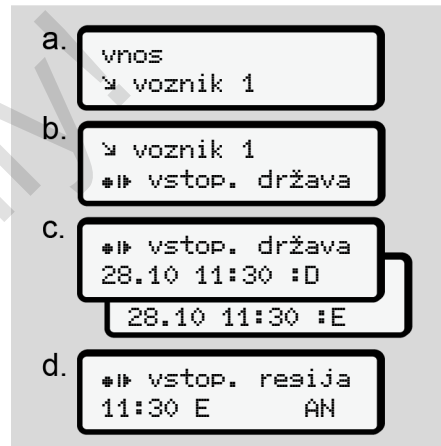 a.
vnos
↘ voznik 1
b.
↘ voznik 1
●I▶ vstop. država
c.
●I▶ vstop. država
28.10 11:30 :D
28.10 11:30 :E
d.
●I▶ vstop. regija
11:30 E AN